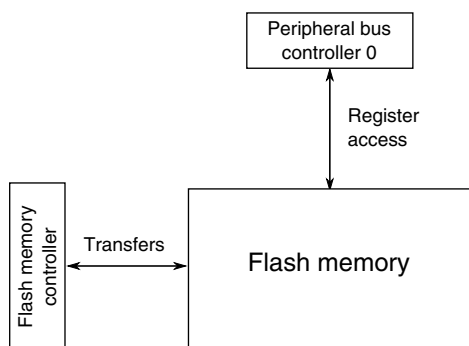 Peripheral bus
controller 0
Register
access
Flash memory
controller
Transfers
Flash memory